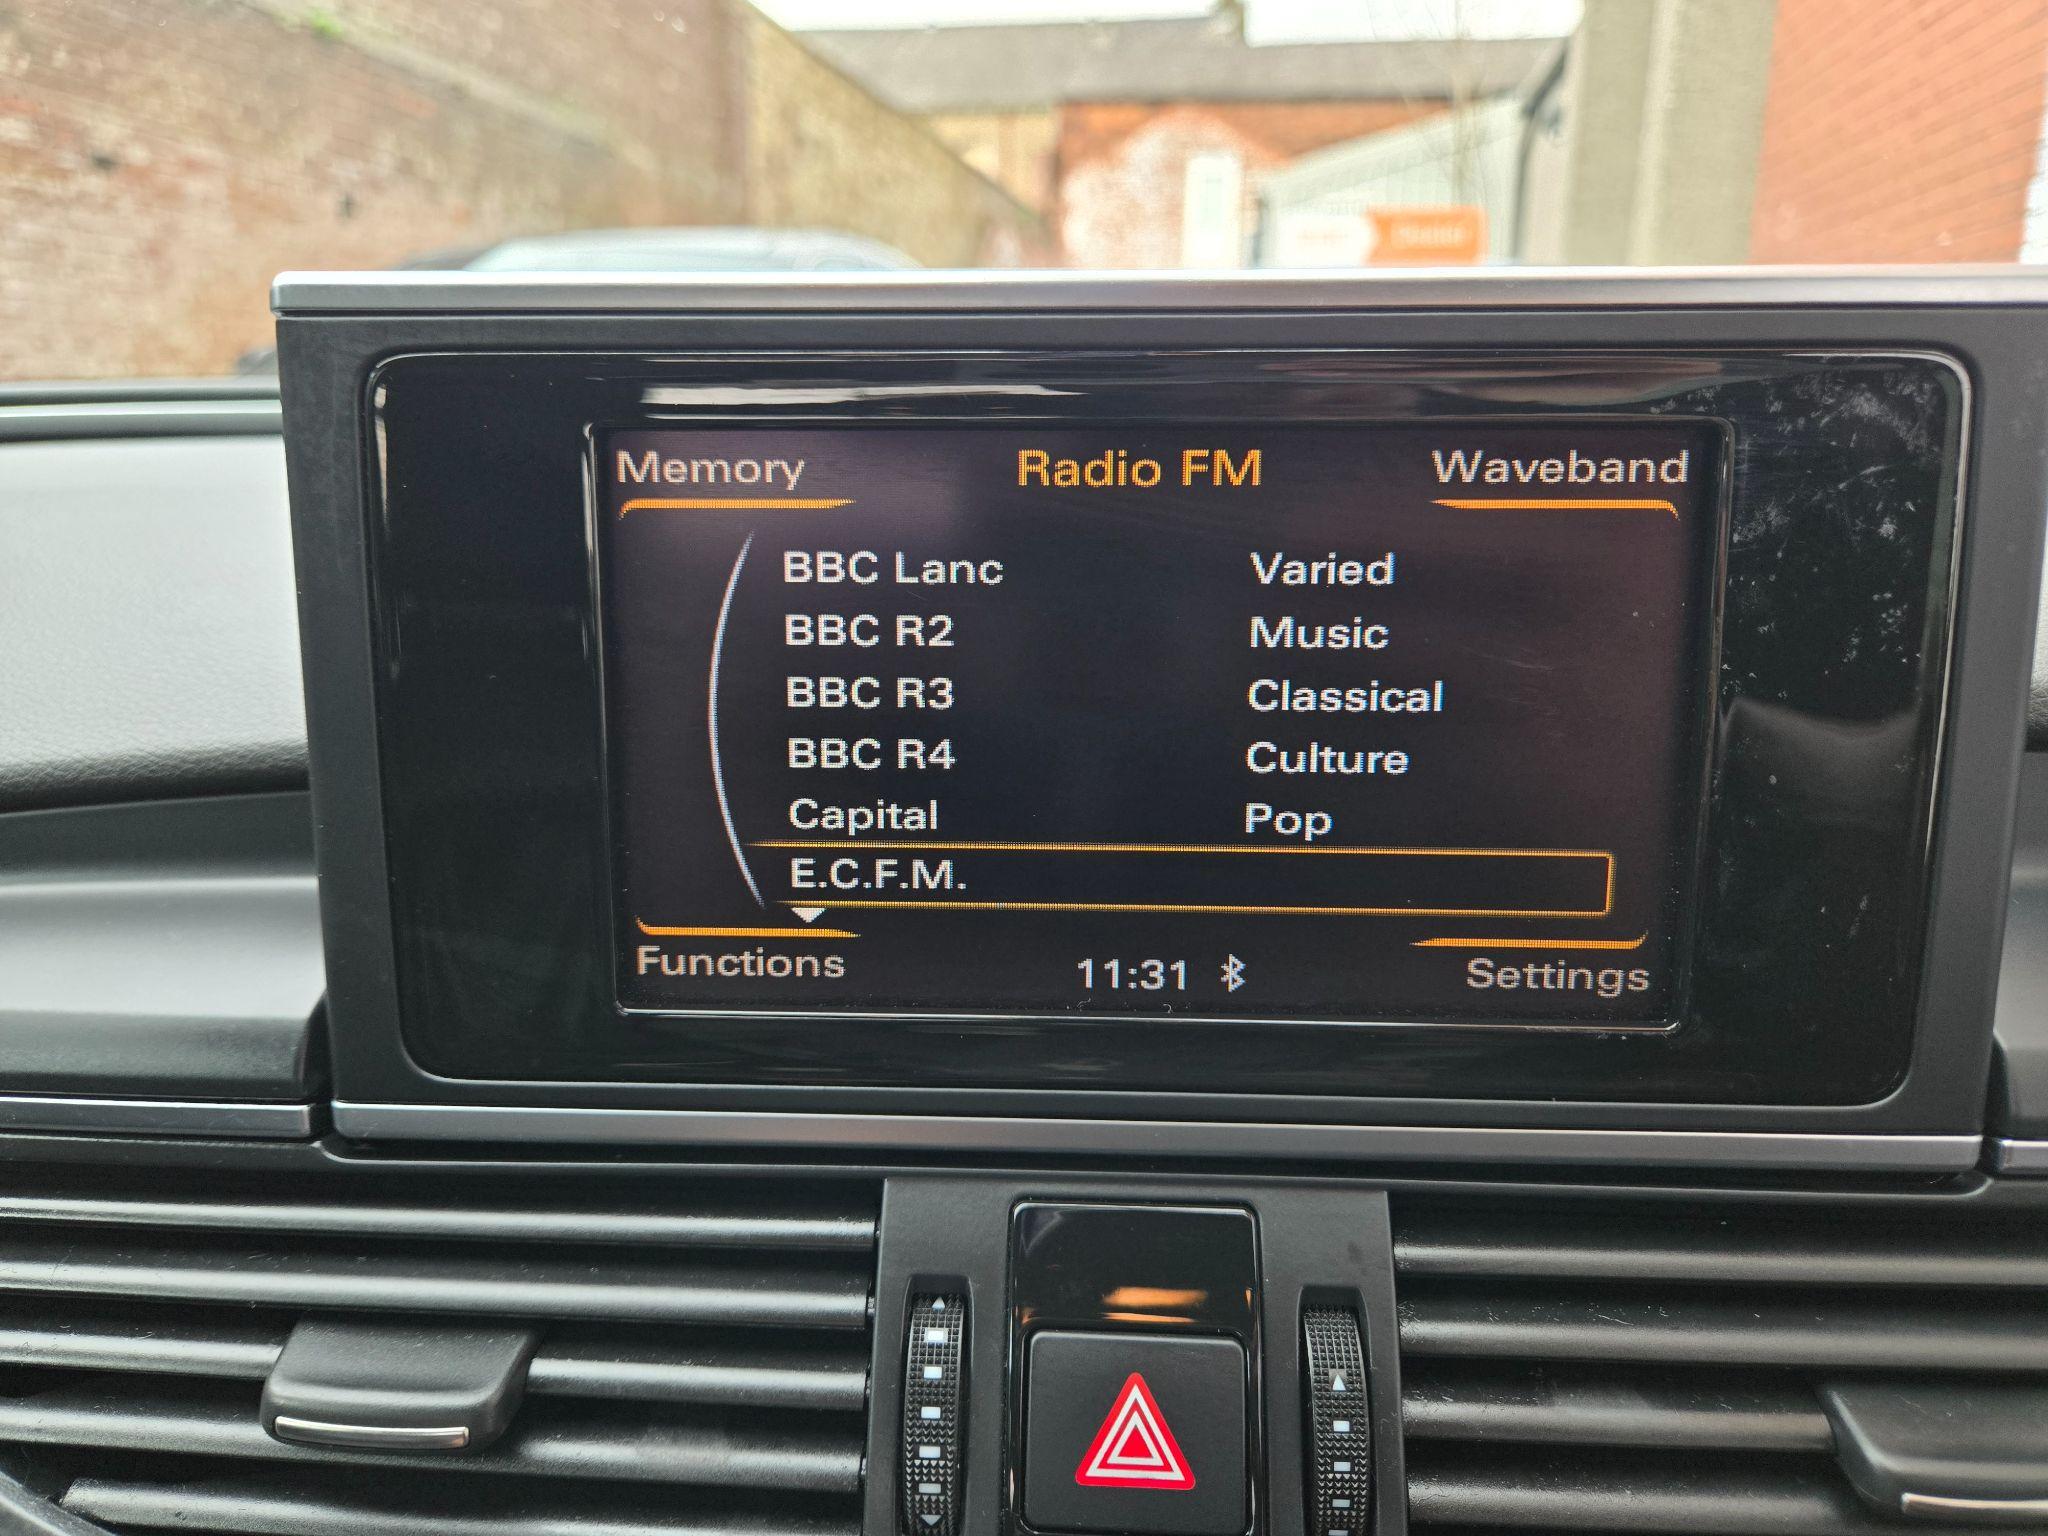 Memory Radio FM Waveband
BBC Lanc Varied
BBC R2 Music
BBC R3 Classical
BBC R4 Culture
Capital Pop
E.C.F.M.
Functions 11:31 Settings